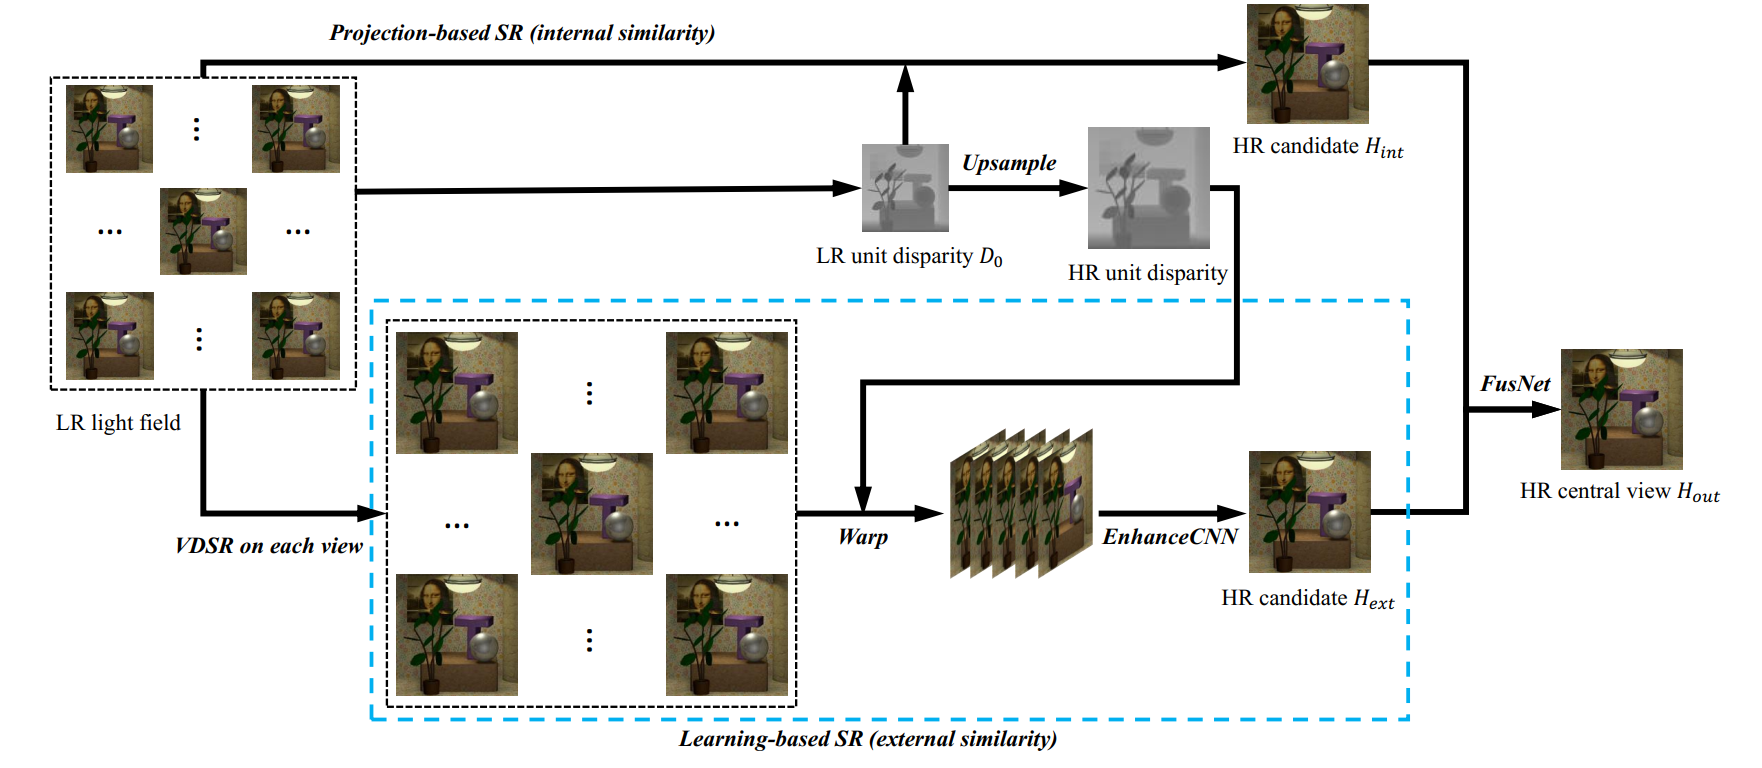 Projection-based SR (internal similarity)
HR candidate H_int
Upsample
LR unit disparity D_0
HR unit disparity
LR light field
FusNet
HR central view H_out
VDSR on each view
Warp
EnhanceCNN
HR candidate H_ext
Learning-based SR (external similarity)